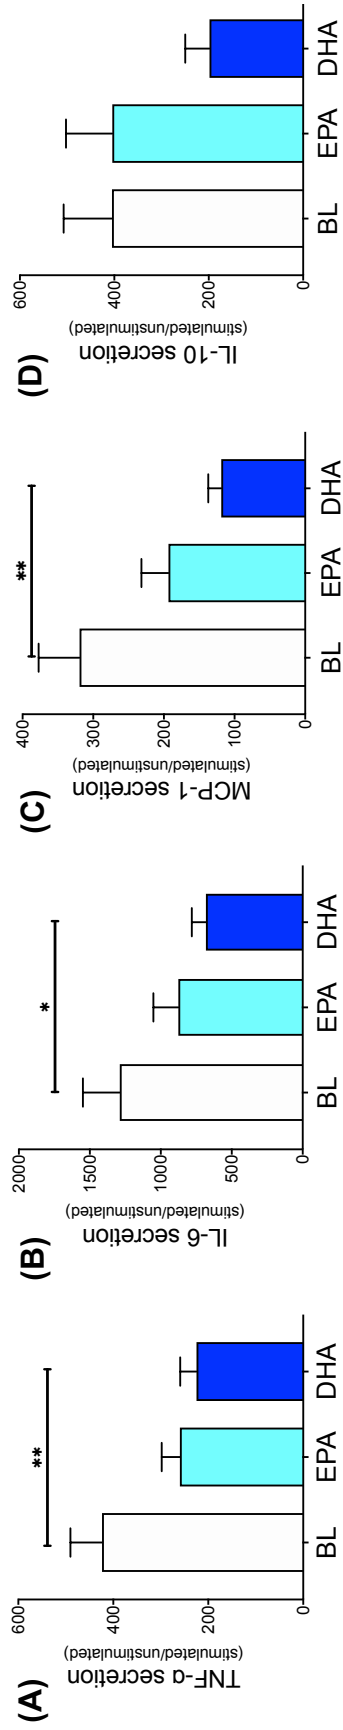 (A)
TNF-α secretion
(stimulated/unstimulated)
600
400
200
0
**
BL EPA DHA
(B)
IL-6 secretion
(stimulated/unstimulated)
2000
1500
1000
500
0
*
BL EPA DHA
(C)
MCP-1 secretion
(stimulated/unstimulated)
400
300
200
100
0
**
BL EPA DHA
(D)
IL-10 secretion
(stimulated/unstimulated)
600
400
200
0
BL EPA DHA